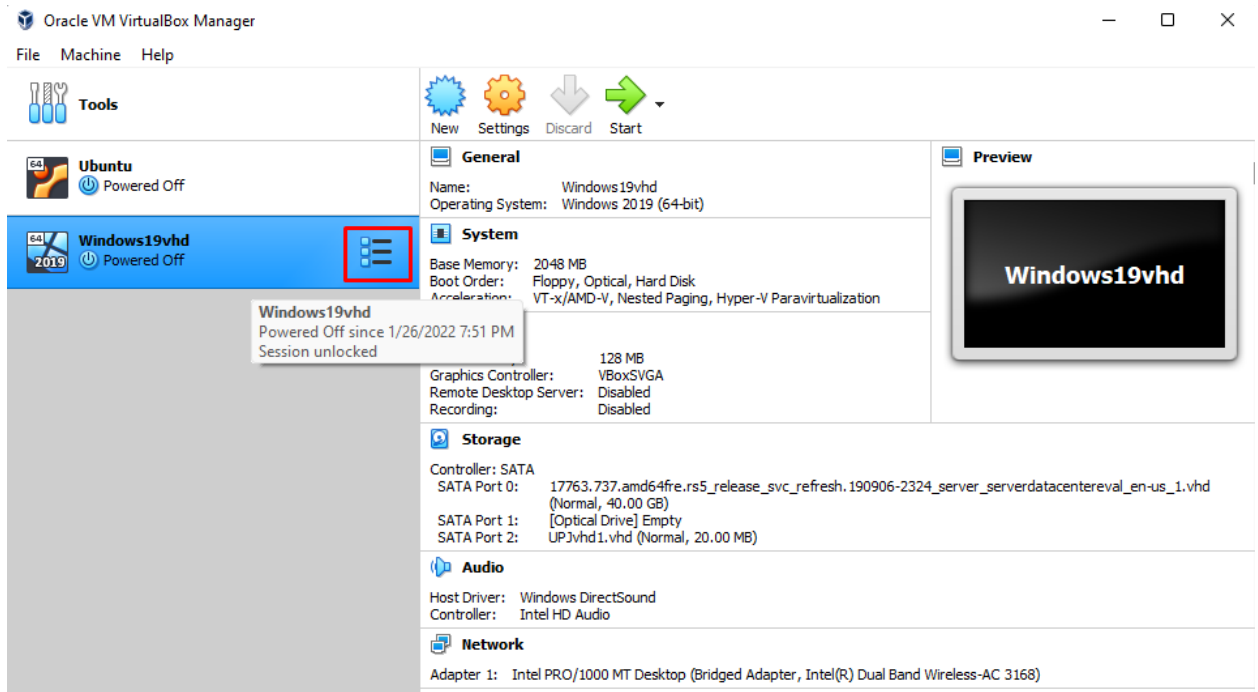 Oracle VM VirtualBox Manager
File Machine Help
Tools
New Settings Discard Start
64
Ubuntu
Powered Off
64
2019
Windows19vhd
Powered Off
Windows19vhd
Powered Off since 1/26/2022 7:51 PM
Session unlocked
General
Name: Windows19vhd
Operating System: Windows 2019 (64-bit)
System
Base Memory: 2048 MB
Boot Order: Floppy, Optical, Hard Disk
Acceleration: VT-x/AMD-V, Nested Paging, Hyper-V Paravirtualization
128 MB
Graphics Controller: VBoxSVGA
Remote Desktop Server: Disabled
Recording: Disabled
Preview
Windows19vhd
Storage
Controller: SATA
SATA Port 0: 17763.737.amd64fre.rs5_release_svc_refresh.190906-2324_server_serverdatacentereval_en-us_1.vhd
(Normal, 40.00 GB)
SATA Port 1: [Optical Drive] Empty
SATA Port 2: UPJvhd1.vhd (Normal, 20.00 MB)
Audio
Host Driver: Windows DirectSound
Controller: Intel HD Audio
Network
Adapter 1: Intel PRO/1000 MT Desktop (Bridged Adapter, Intel(R) Dual Band Wireless-AC 3168)